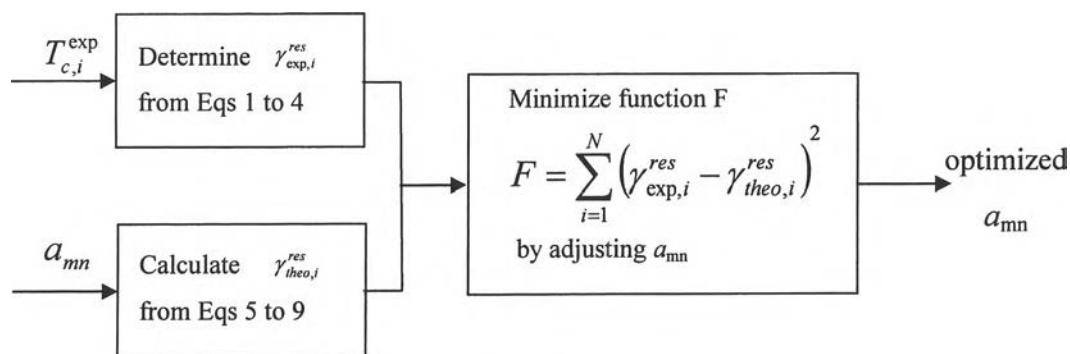 T_{c,i}^{exp}
Determine γ_{exp,i}^{res}
from Eqs 1 to 4
a_{mn}
Calculate γ_{theo,i}^{res}
from Eqs 5 to 9
Minimize function F
F = \sum_{i=1}^{N} (γ_{exp,i}^{res} - γ_{theo,i}^{res})^2
by adjusting a_{mn}
optimized
a_{mn}